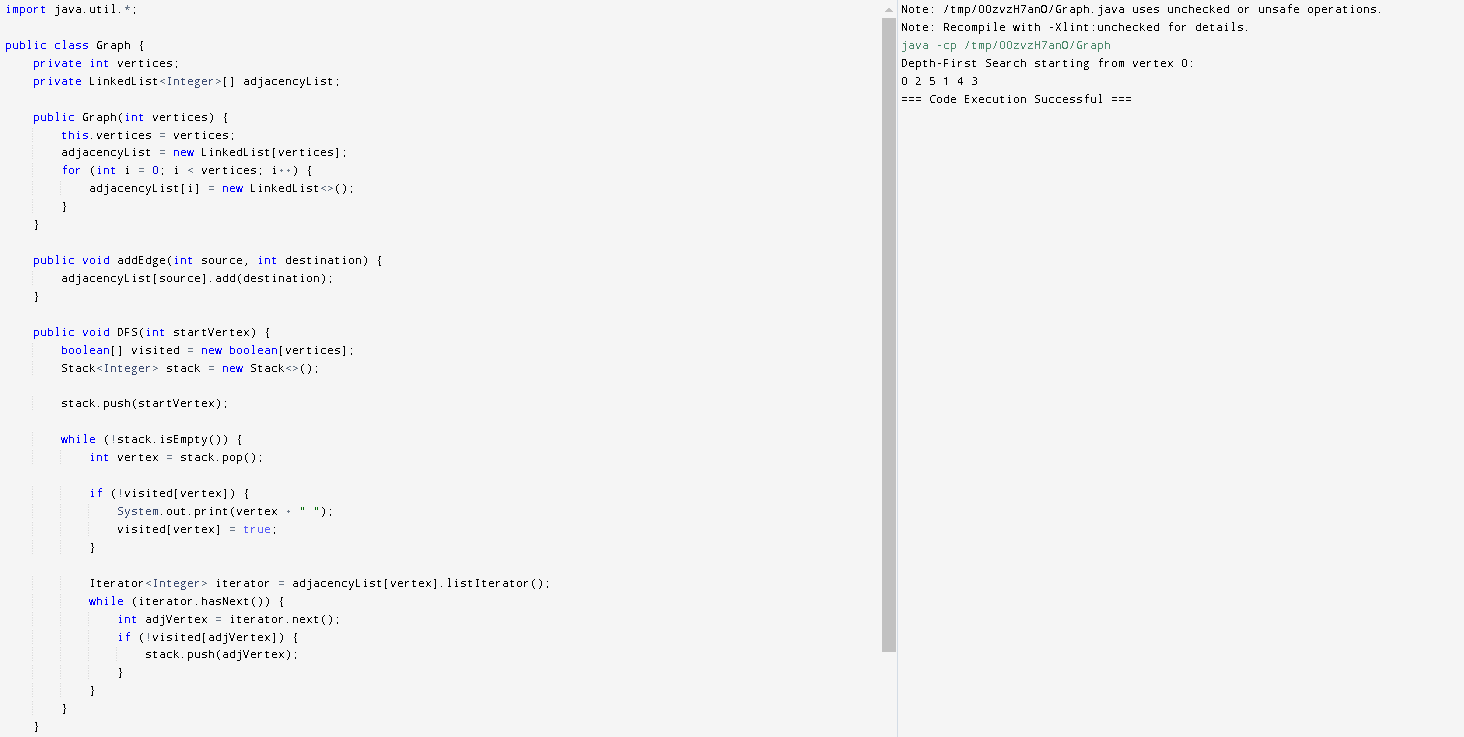 import java.util.*;
public class Graph {
private int vertices;
private LinkedList<Integer>[] adjacencyList;
public Graph(int vertices) {
this.vertices = vertices;
adjacencyList = new LinkedList[vertices];
for (int i = 0; i < vertices; i++) {
adjacencyList[i] = new LinkedList<>();
}
}
public void addEdge(int source, int destination) {
adjacencyList[source].add(destination);
}
public void DFS(int startVertex) {
boolean[] visited = new boolean[vertices];
Stack<Integer> stack = new Stack<>();
stack.push(startVertex);
while (!stack.isEmpty()) {
int vertex = stack.pop();
if (!visited[vertex]) {
System.out.print(vertex + " ");
visited[vertex] = true;
}
Iterator<Integer> iterator = adjacencyList[vertex].listIterator();
while (iterator.hasNext()) {
int adjVertex = iterator.next();
if (!visited[adjVertex]) {
stack.push(adjVertex);
}
}
}
}
Note: /tmp/OOzvzH7anO/Graph.java uses unchecked or unsafe operations.
Note: Recompile with -Xlint:unchecked for details.
java -cp /tmp/OOzvzH7anO/Graph
Depth-First Search starting from vertex 0:
0 2 5 1 4 3
=== Code Execution Successful ===